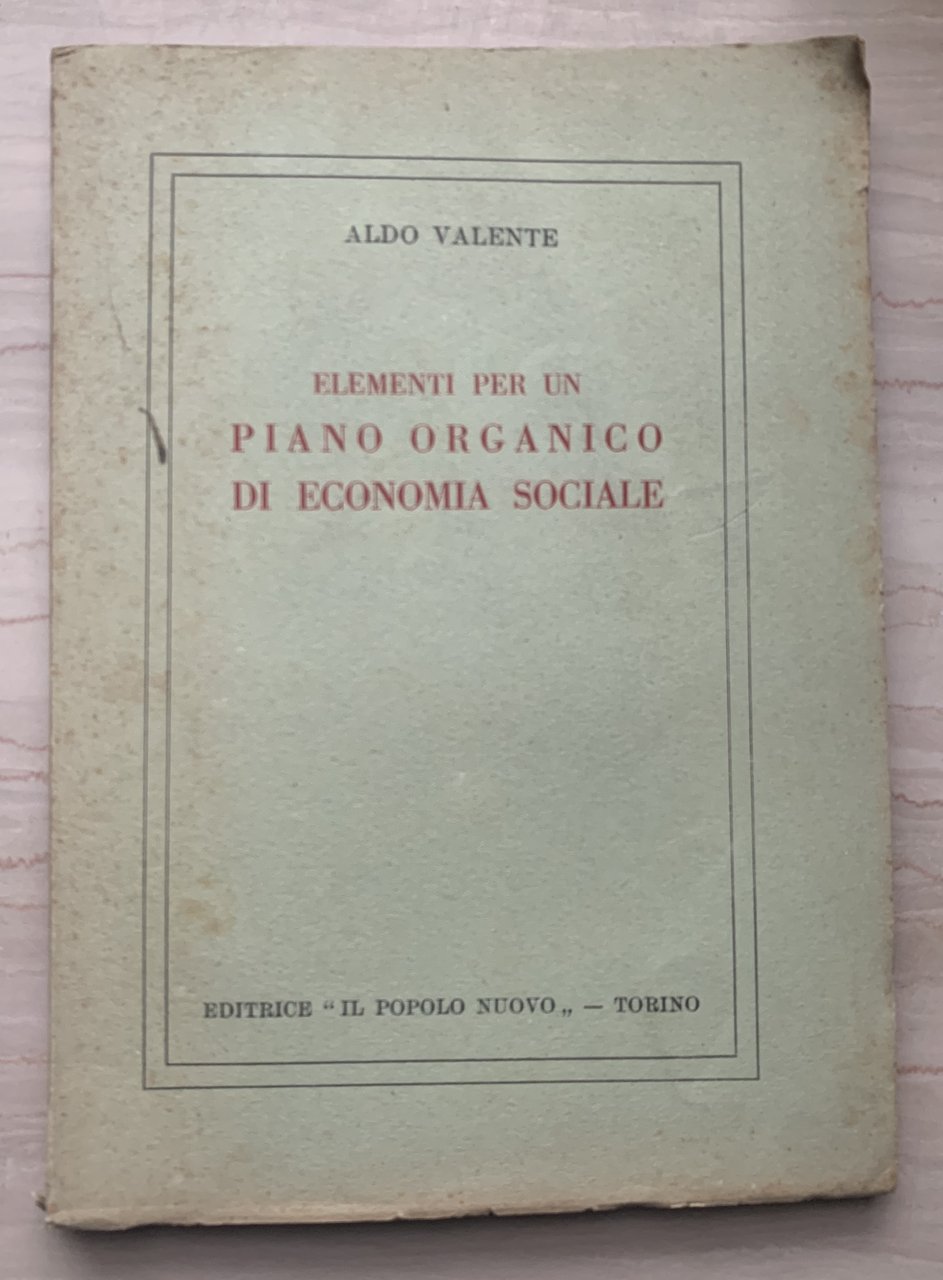 ALDO VALENTE
ELEMENTI PER UN
PIANO ORGANICO
DI ECONOMIA SOCIALE
EDITRICE “ IL POPOLO NUOVO „ — TORINO